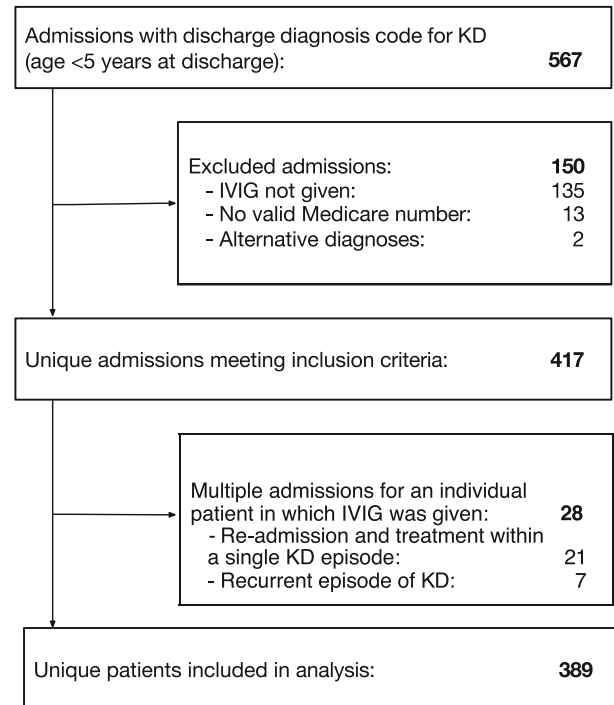 Admissions with discharge diagnosis code for KD
(age <5 years at discharge): 567
Excluded admissions: 150
- IVIG not given: 135
- No valid Medicare number: 13
- Alternative diagnoses: 2
Unique admissions meeting inclusion criteria: 417
Multiple admissions for an individual
patient in which IVIG was given: 28
- Re-admission and treatment within
a single KD episode: 21
- Recurrent episode of KD: 7
Unique patients included in analysis: 389